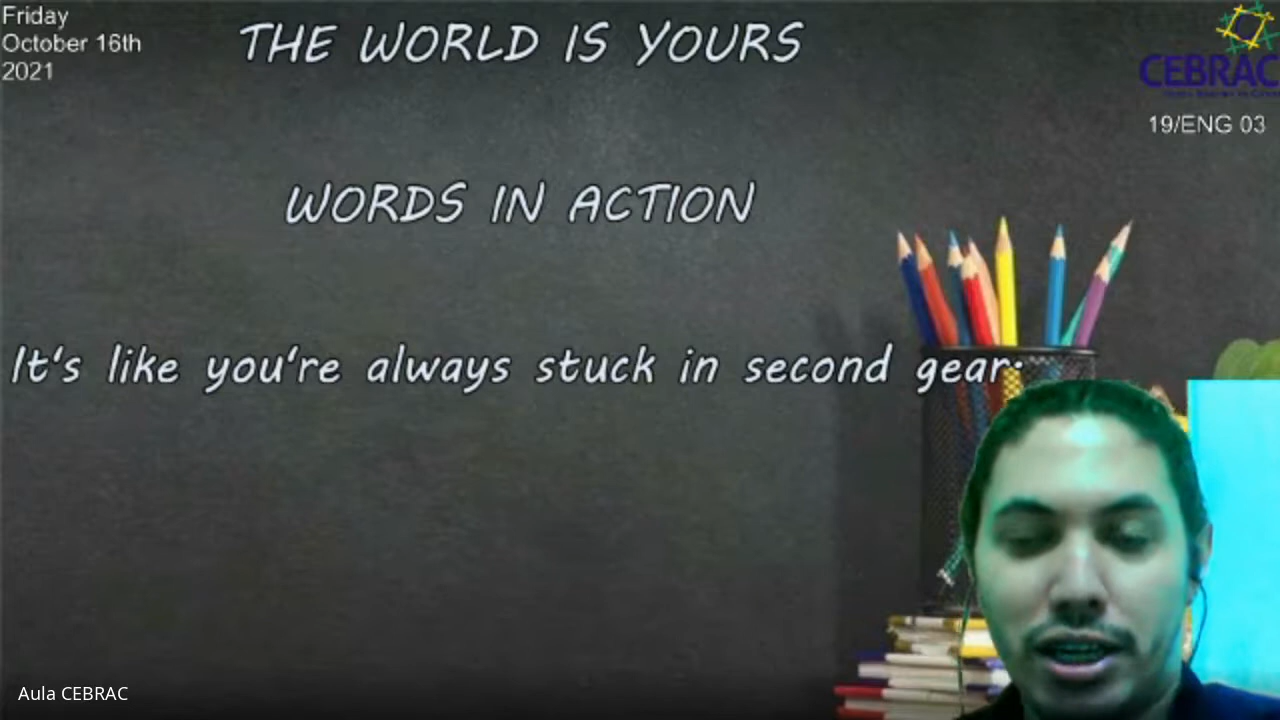 Friday
October 16th
2021
THE WORLD IS YOURS
CEBRAC
19/ENG 03
WORDS IN ACTION
It's like you're always stuck in second gear.
Aula CEBRAC